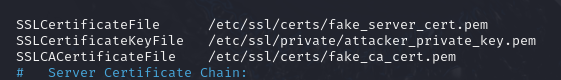 SSLCertificateFile      /etc/ssl/certs/fake_server_cert.pem
SSLCertificateKeyFile   /etc/ssl/private/attacker_private_key.pem
SSLCACertificateFile    /etc/ssl/certs/fake_ca_cert.pem
#   Server Certificate Chain: